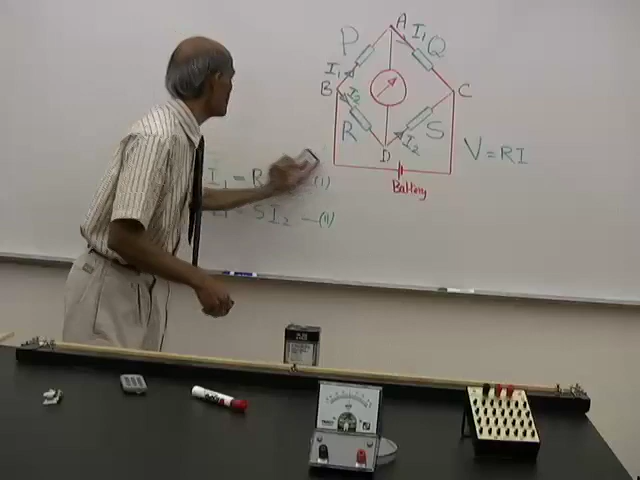 A
P I₁ Q
I₁
B I₂ C
R S
I₂
D
V = RI
Battery
I₁ = R (I)
SI₂ — (II)